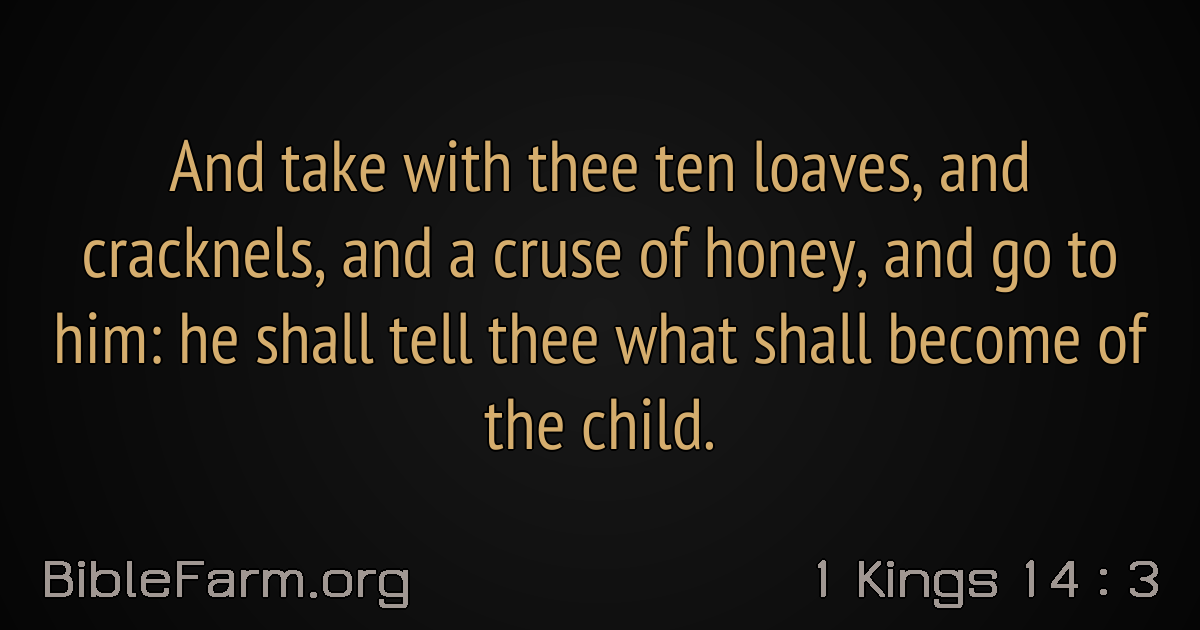 And take with thee ten loaves, and
cracknels, and a cruse of honey, and go to
him: he shall tell thee what shall become of
the child.
BibleFarm.org
1 Kings 14 : 3